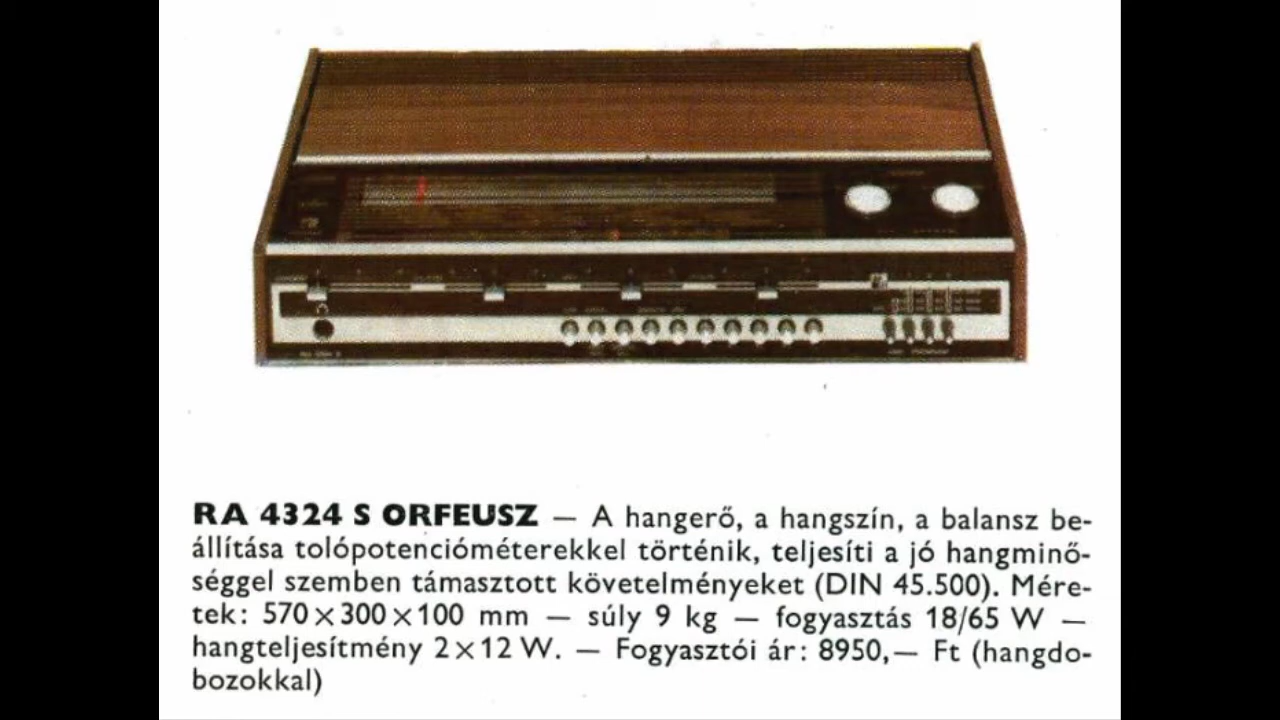 RA 4324 S ORFEUSZ — A hangerő, a hangszín, a balansz be-
állítása tolópotencióméterekkel történik, teljesíti a jó hangminő-
séggel szemben támasztott követelményeket (DIN 45.500). Mére-
tek: 570×300×100 mm — súly 9 kg — fogyasztás 18/65 W —
hangteljesítmény 2×12 W. — Fogyasztói ár: 8950,— Ft (hangdo-
bozokkal)